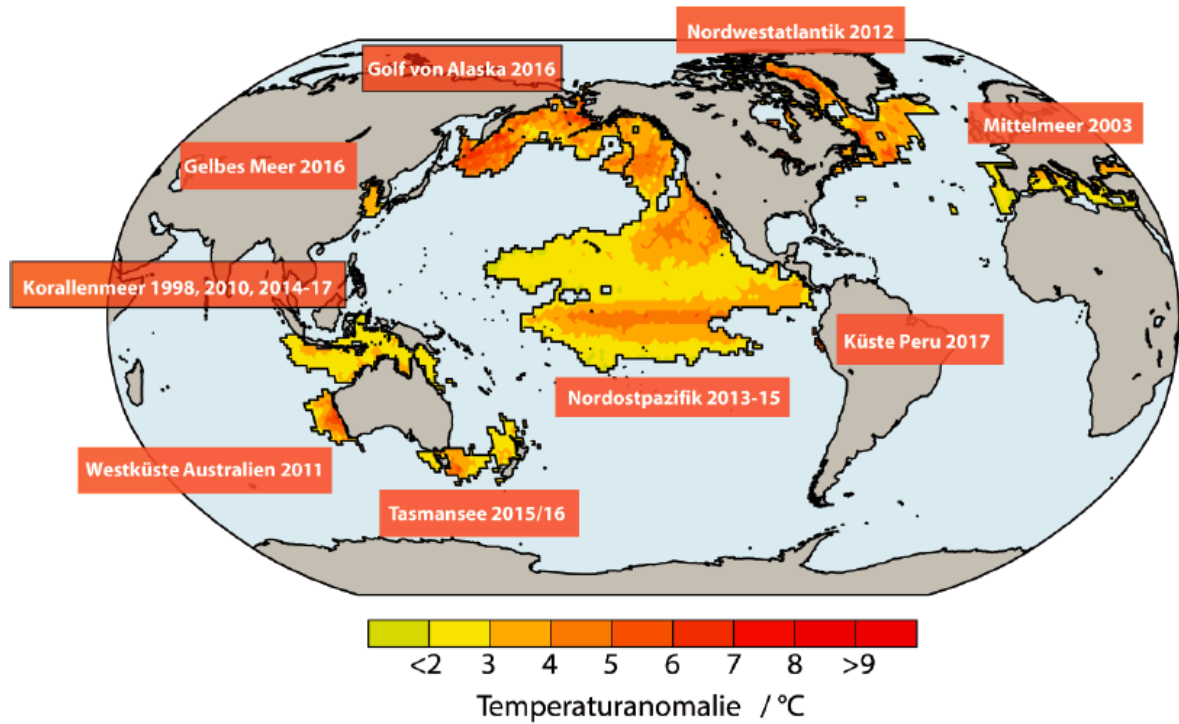 Nordwestatlantik 2012
Golf von Alaska 2016
Mittelmeer 2003
Gelbes Meer 2016
Korallenmeer 1998, 2010, 2014-17
Küste Peru 2017
Nordostpazifik 2013-15
Westküste Australien 2011
Tasmansee 2015/16
<2 3 4 5 6 7 8 >9
Temperaturanomalie / °C